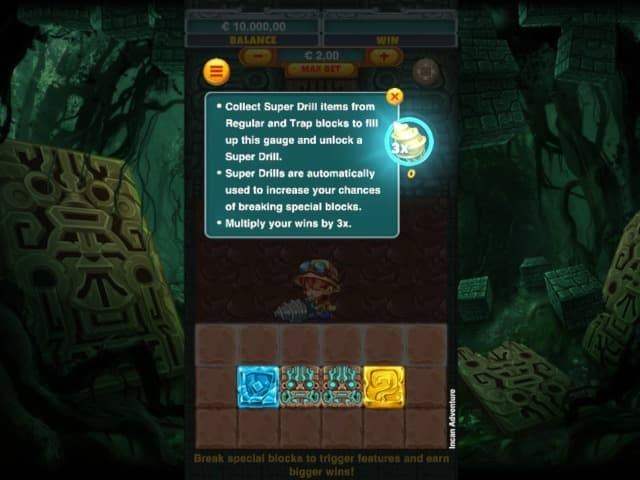 € 10.000,00
BALANCE
WIN
€ 2,00
MAX BET
• Collect Super Drill items from
Regular and Trap blocks to fill
up this gauge and unlock a
Super Drill.
• Super Drills are automatically
used to increase your chances
of breaking special blocks.
• Multiply your wins by 3x.
3x
0
Incan Adventure
Break special blocks to trigger features and earn
bigger wins!